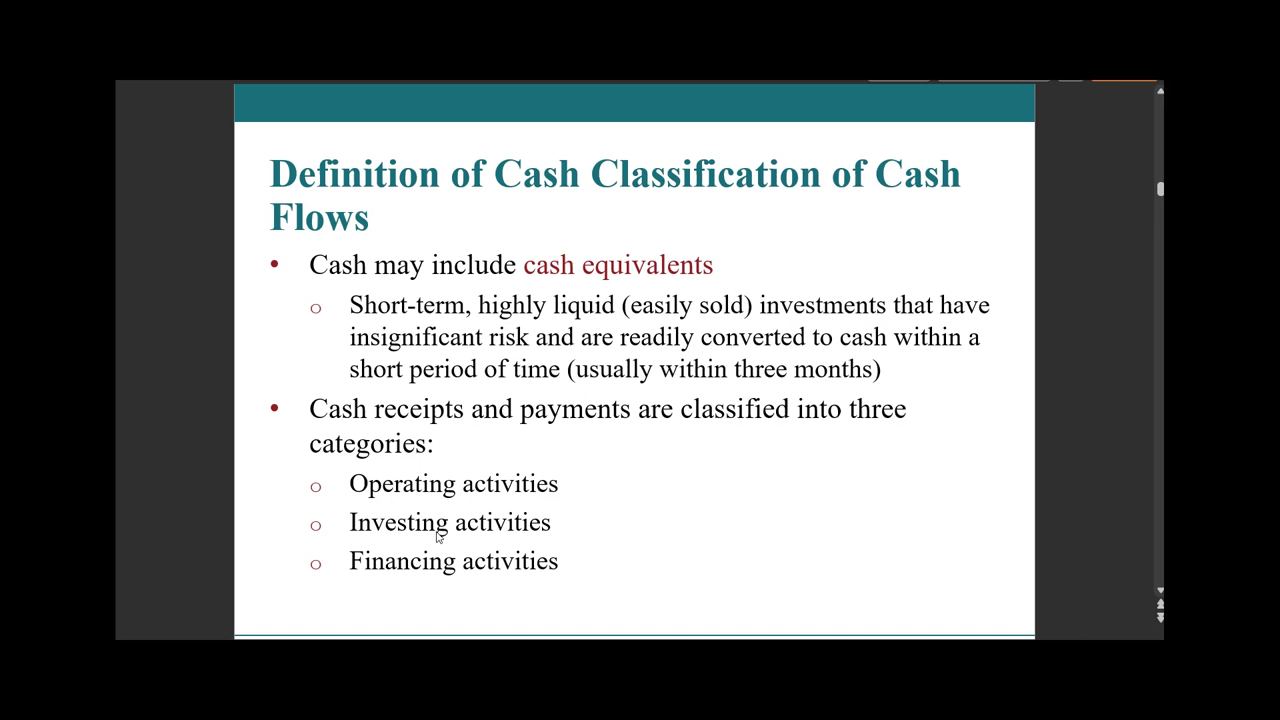 Definition of Cash Classification of Cash
Flows
• Cash may include cash equivalents
o Short-term, highly liquid (easily sold) investments that have
insignificant risk and are readily converted to cash within a
short period of time (usually within three months)
• Cash receipts and payments are classified into three
categories:
o Operating activities
o Investing activities
o Financing activities